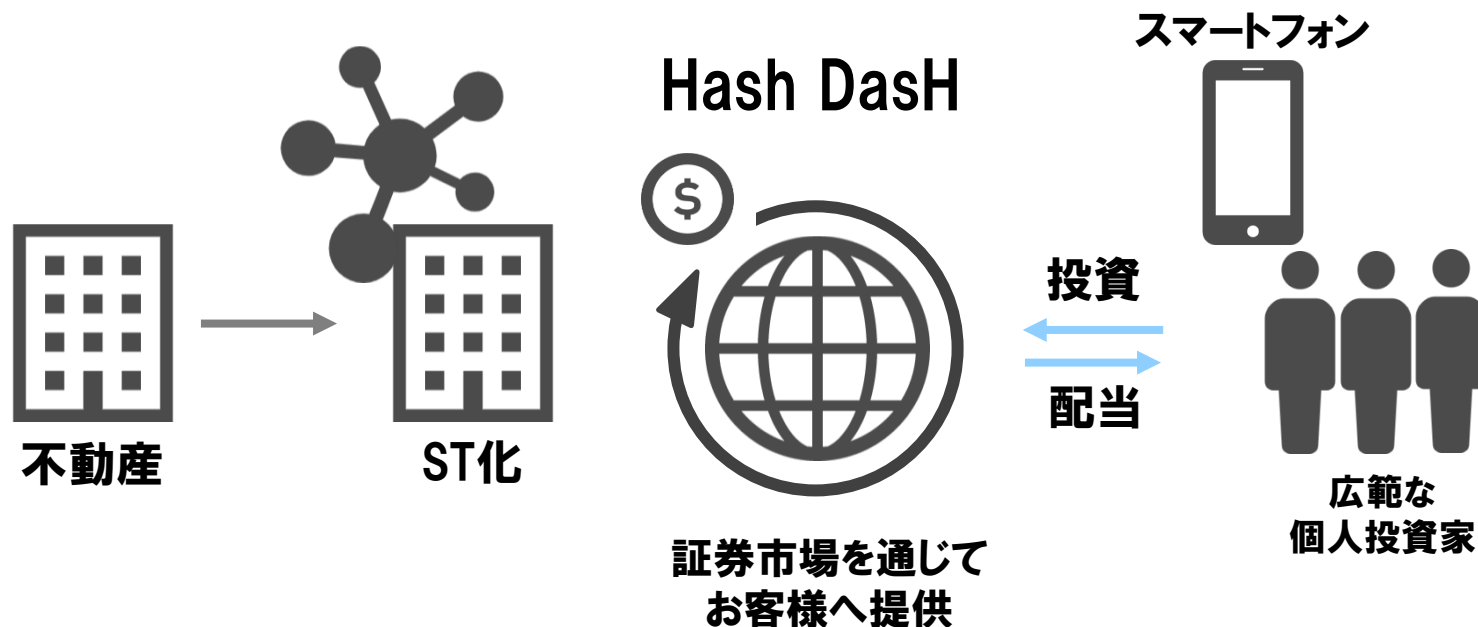 不動産
ST化
Hash DasH
$
証券市場を通じて
お客様へ提供
投資
配当
スマートフォン
広範な
個人投資家